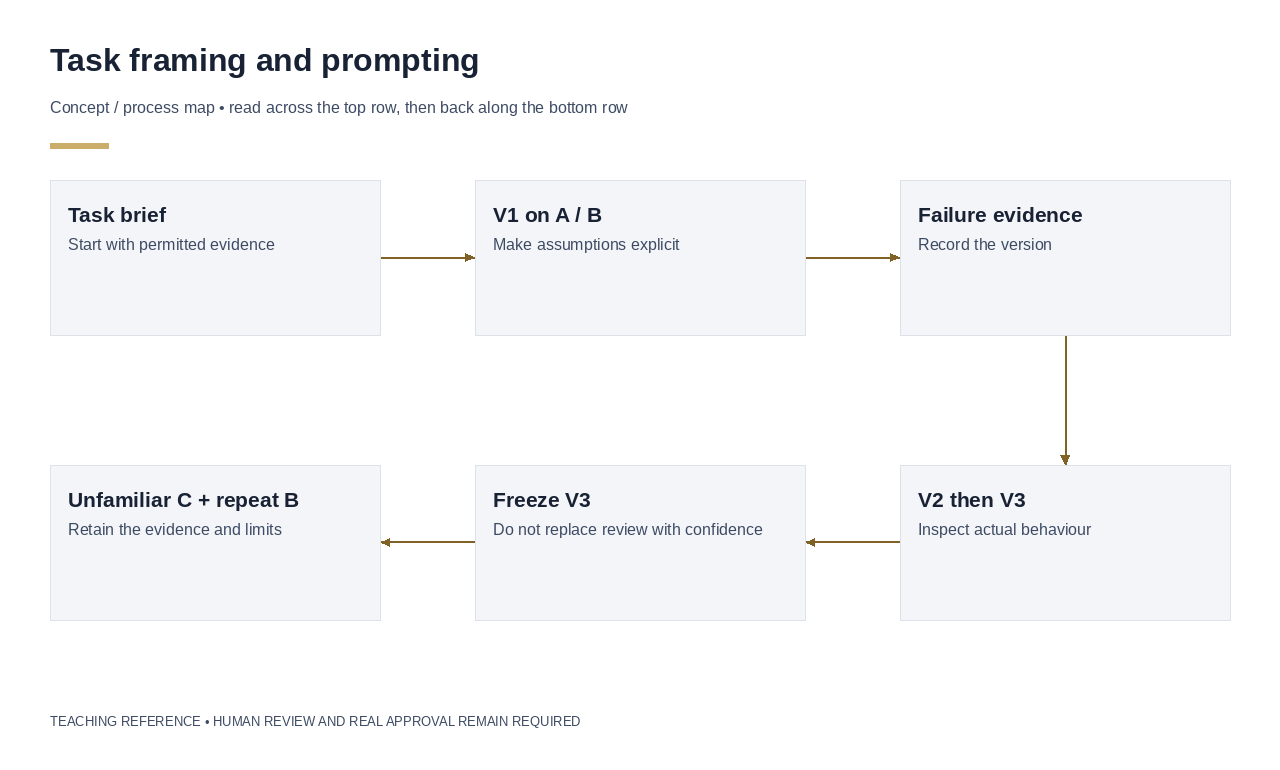 Task framing and prompting
Concept / process map • read across the top row, then back along the bottom row
Task brief
Start with permitted evidence
V1 on A / B
Make assumptions explicit
Failure evidence
Record the version
V2 then V3
Inspect actual behaviour
Freeze V3
Do not replace review with confidence
Unfamiliar C + repeat B
Retain the evidence and limits
TEACHING REFERENCE • HUMAN REVIEW AND REAL APPROVAL REMAIN REQUIRED